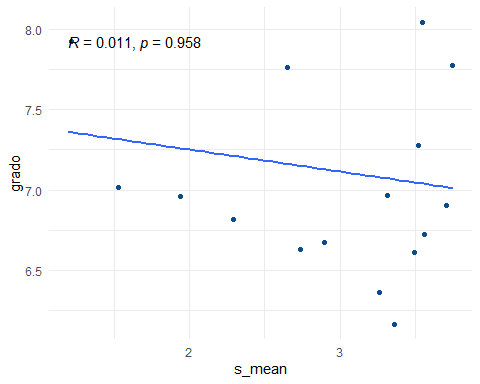 8.0
R = 0.011, p = 0.958
7.5
grado
7.0
6.5
2
3
s_mean